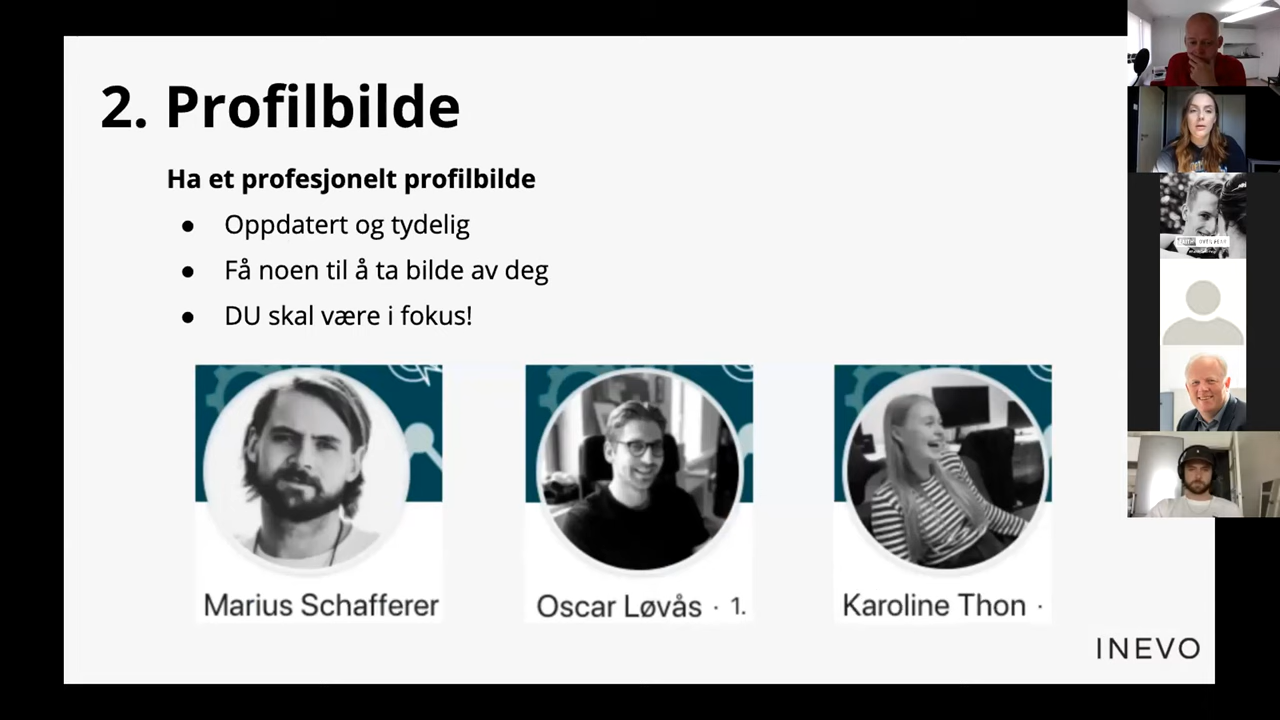 2. Profilbilde
Ha et profesjonelt profilbilde
● Oppdatert og tydelig
● Få noen til å ta bilde av deg
● DU skal være i fokus!
Marius Schafferer
Oscar Løvås · 1.
Karoline Thon ·
INEVO